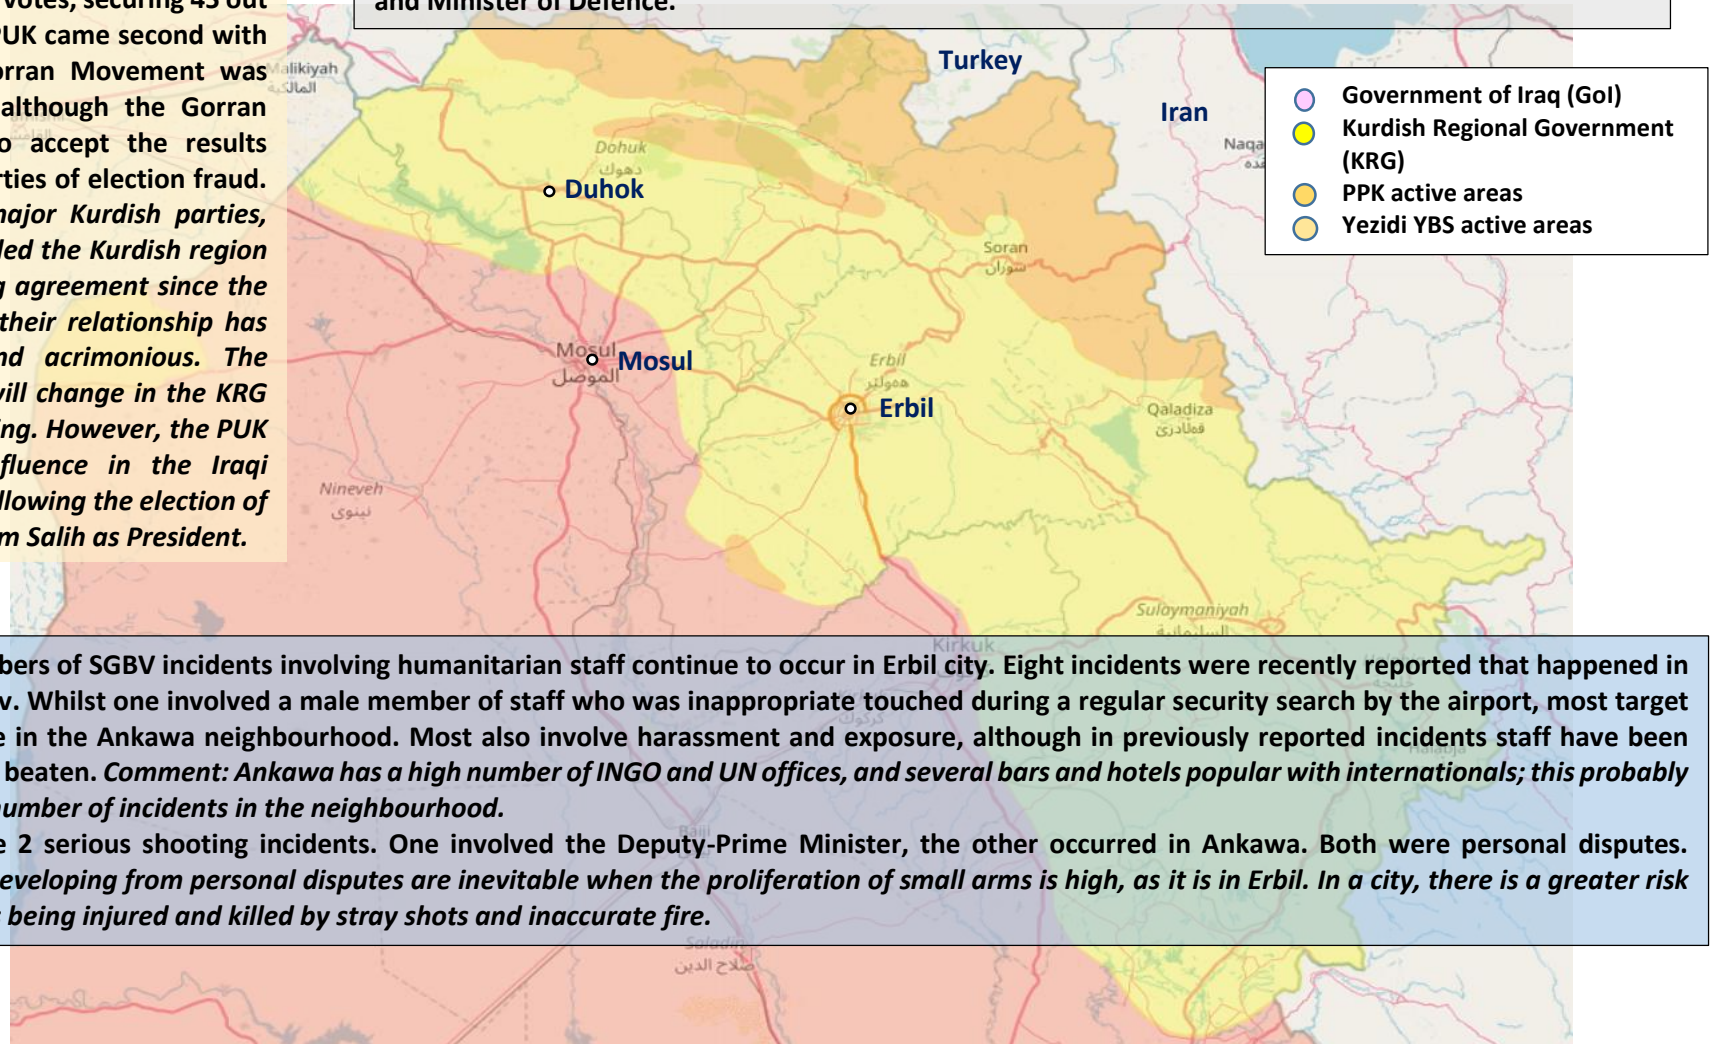 and Minister of Defence.
votes, securing 45 out
PUK came second with
orran Movement was
although the Gorran
o accept the results
rties of election fraud.
major Kurdish parties,
led the Kurdish region
g agreement since the
their relationship has
nd acrimonious. The
will change in the KRG
ing. However, the PUK
fluence in the Iraqi
llowing the election of
m Salih as President.
Turkey
Iran
Government of Iraq (GoI)
Kurdish Regional Government
(KRG)
PPK active areas
Yezidi YBS active areas
Malikiyah
المالكية
Naqa
Dohuk
دهوك
Duhok
Soran
سۆران
Mosul
الموصل
Mosul
Erbil
هەولێر
Erbil
Qaladiza
قەڵادزێ
Nineveh
نينوى
Sulaymaniyah
السليمانية
Kirkuk
كركوك
Halabja
Baiji
Saladin
صلاح الدين
bers of SGBV incidents involving humanitarian staff continue to occur in Erbil city. Eight incidents were recently reported that happened in
v. Whilst one involved a male member of staff who was inappropriate touched during a regular security search by the airport, most target
e in the Ankawa neighbourhood. Most also involve harassment and exposure, although in previously reported incidents staff have been
beaten. Comment: Ankawa has a high number of INGO and UN offices, and several bars and hotels popular with internationals; this probably
number of incidents in the neighbourhood.
e 2 serious shooting incidents. One involved the Deputy-Prime Minister, the other occurred in Ankawa. Both were personal disputes.
eveloping from personal disputes are inevitable when the proliferation of small arms is high, as it is in Erbil. In a city, there is a greater risk
being injured and killed by stray shots and inaccurate fire.